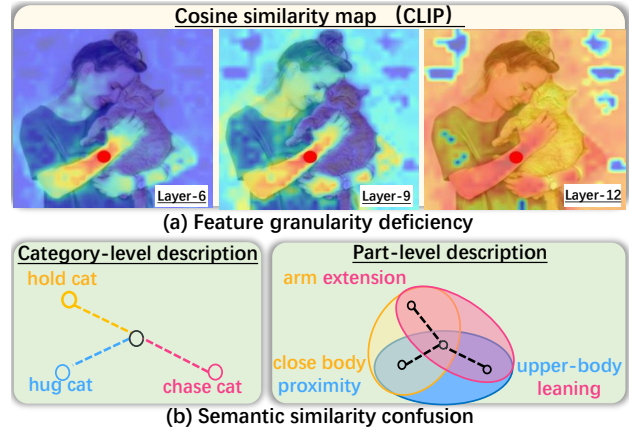 Cosine similarity map （CLIP）
Layer-6
Layer-9
Layer-12
(a) Feature granularity deficiency
Category-level description
hold cat
hug cat
chase cat
Part-level description
arm extension
close body
proximity
upper-body
leaning
(b) Semantic similarity confusion